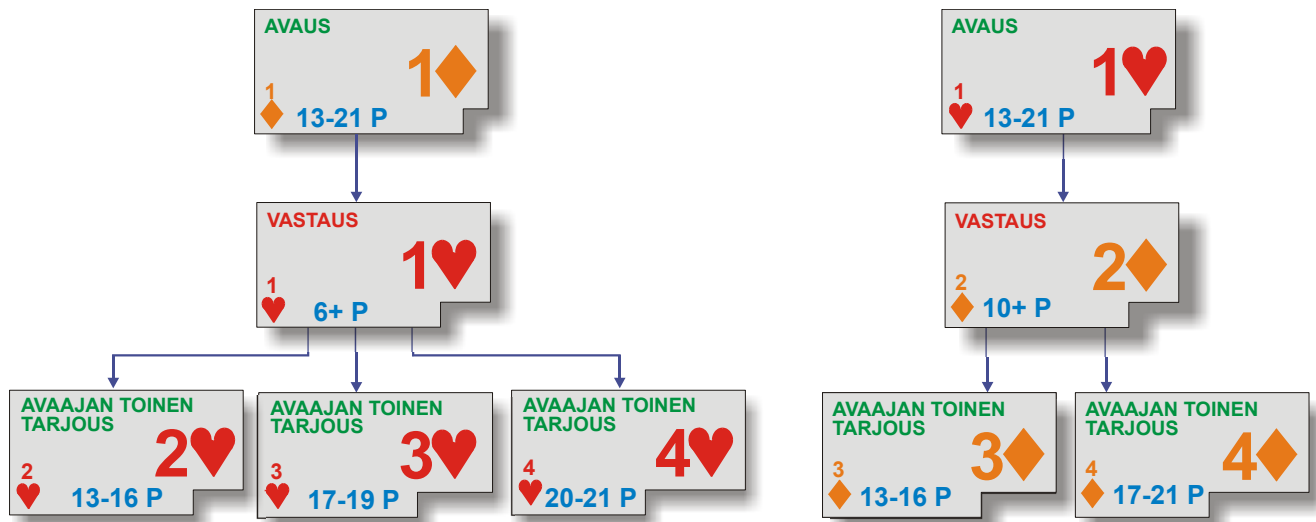 AVAUS
1♦
1
♦ 13-21 P
VASTAUS
1♥
1
♥ 6+ P
AVAAJAN TOINEN
TARJOUS
2♥
2
♥ 13-16 P
AVAAJAN TOINEN
TARJOUS
3♥
3
♥ 17-19 P
AVAAJAN TOINEN
TARJOUS
4♥
4
♥ 20-21 P
AVAUS
1♥
1
♥ 13-21 P
VASTAUS
2♦
2
♦ 10+ P
AVAAJAN TOINEN
TARJOUS
3♦
3
♦ 13-16 P
AVAAJAN TOINEN
TARJOUS
4♦
4
♦ 17-21 P